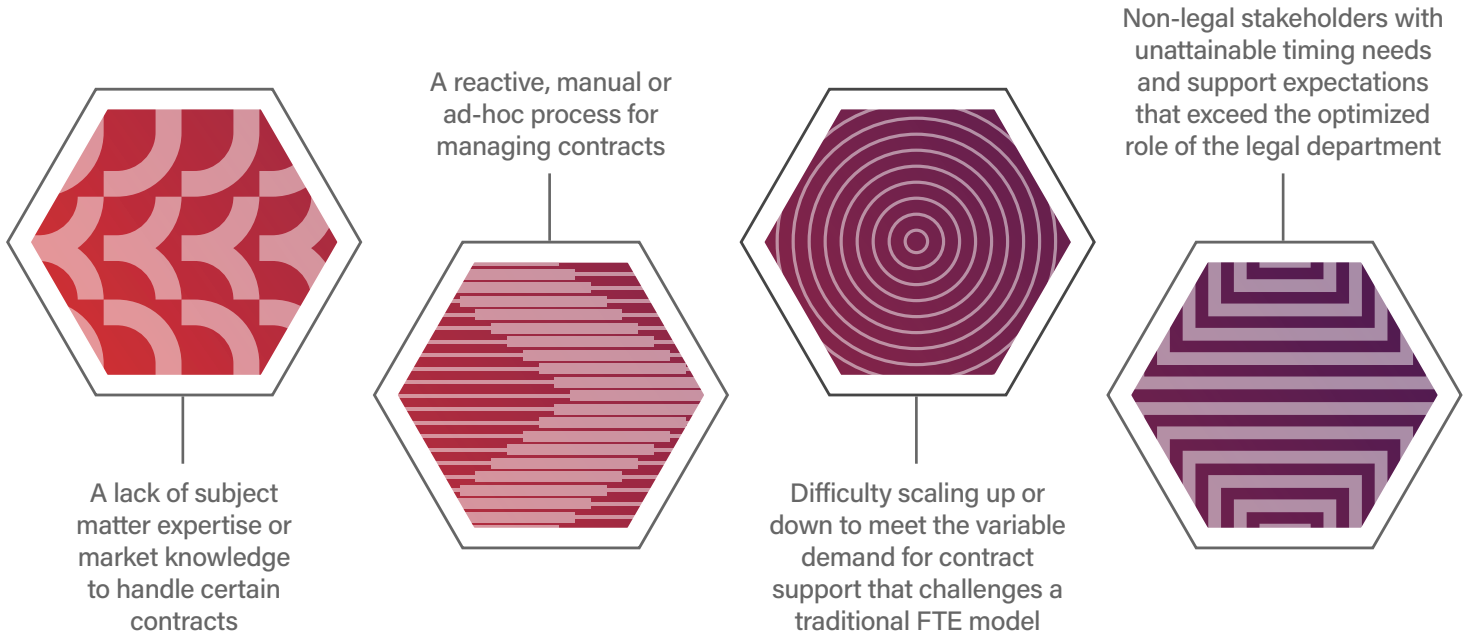 A lack of subject
matter expertise or
market knowledge
to handle certain
contracts
A reactive, manual or
ad-hoc process for
managing contracts
Difficulty scaling up or
down to meet the variable
demand for contract
support that challenges a
traditional FTE model
Non-legal stakeholders with
unattainable timing needs
and support expectations
that exceed the optimized
role of the legal department